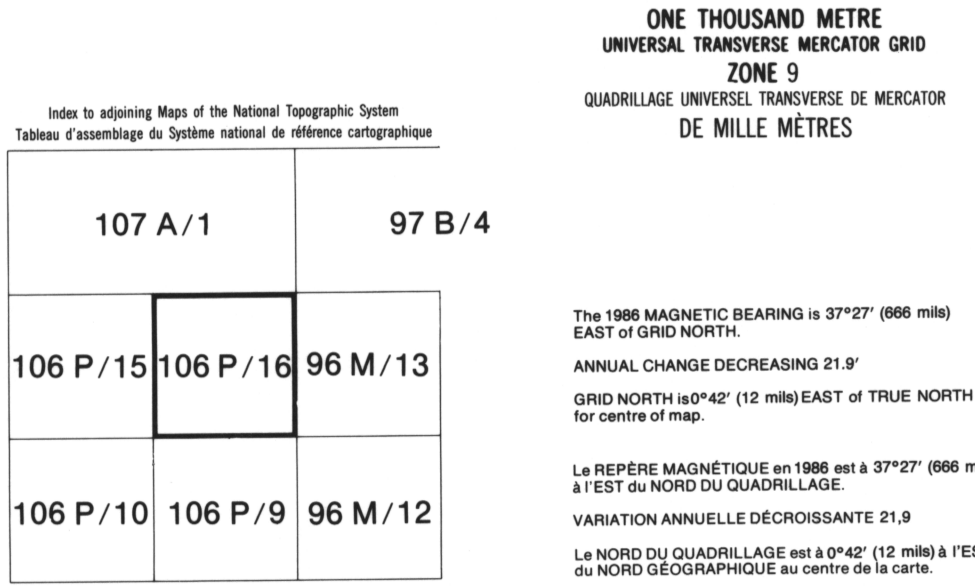 ONE THOUSAND METRE
UNIVERSAL TRANSVERSE MERCATOR GRID
ZONE 9
QUADRILLAGE UNIVERSEL TRANSVERSE DE MERCATOR
DE MILLE MÈTRES
Index to adjoining Maps of the National Topographic System
Tableau d'assemblage du Système national de référence cartographique
107 A/1 97 B/4
106 P/15 106 P/16 96 M/13
106 P/10 106 P/9 96 M/12
The 1986 MAGNETIC BEARING is 37°27′ (666 mils)
EAST of GRID NORTH.
ANNUAL CHANGE DECREASING 21.9′
GRID NORTH is0°42′ (12 mils) EAST of TRUE NORTH
for centre of map.
Le REPÈRE MAGNÉTIQUE en 1986 est à 37°27′ (666 m
à l'EST du NORD DU QUADRILLAGE.
VARIATION ANNUELLE DÉCROISSANTE 21,9
Le NORD DU QUADRILLAGE est à 0°42′ (12 mils) à l'ES
du NORD GÉOGRAPHIQUE au centre de la carte.